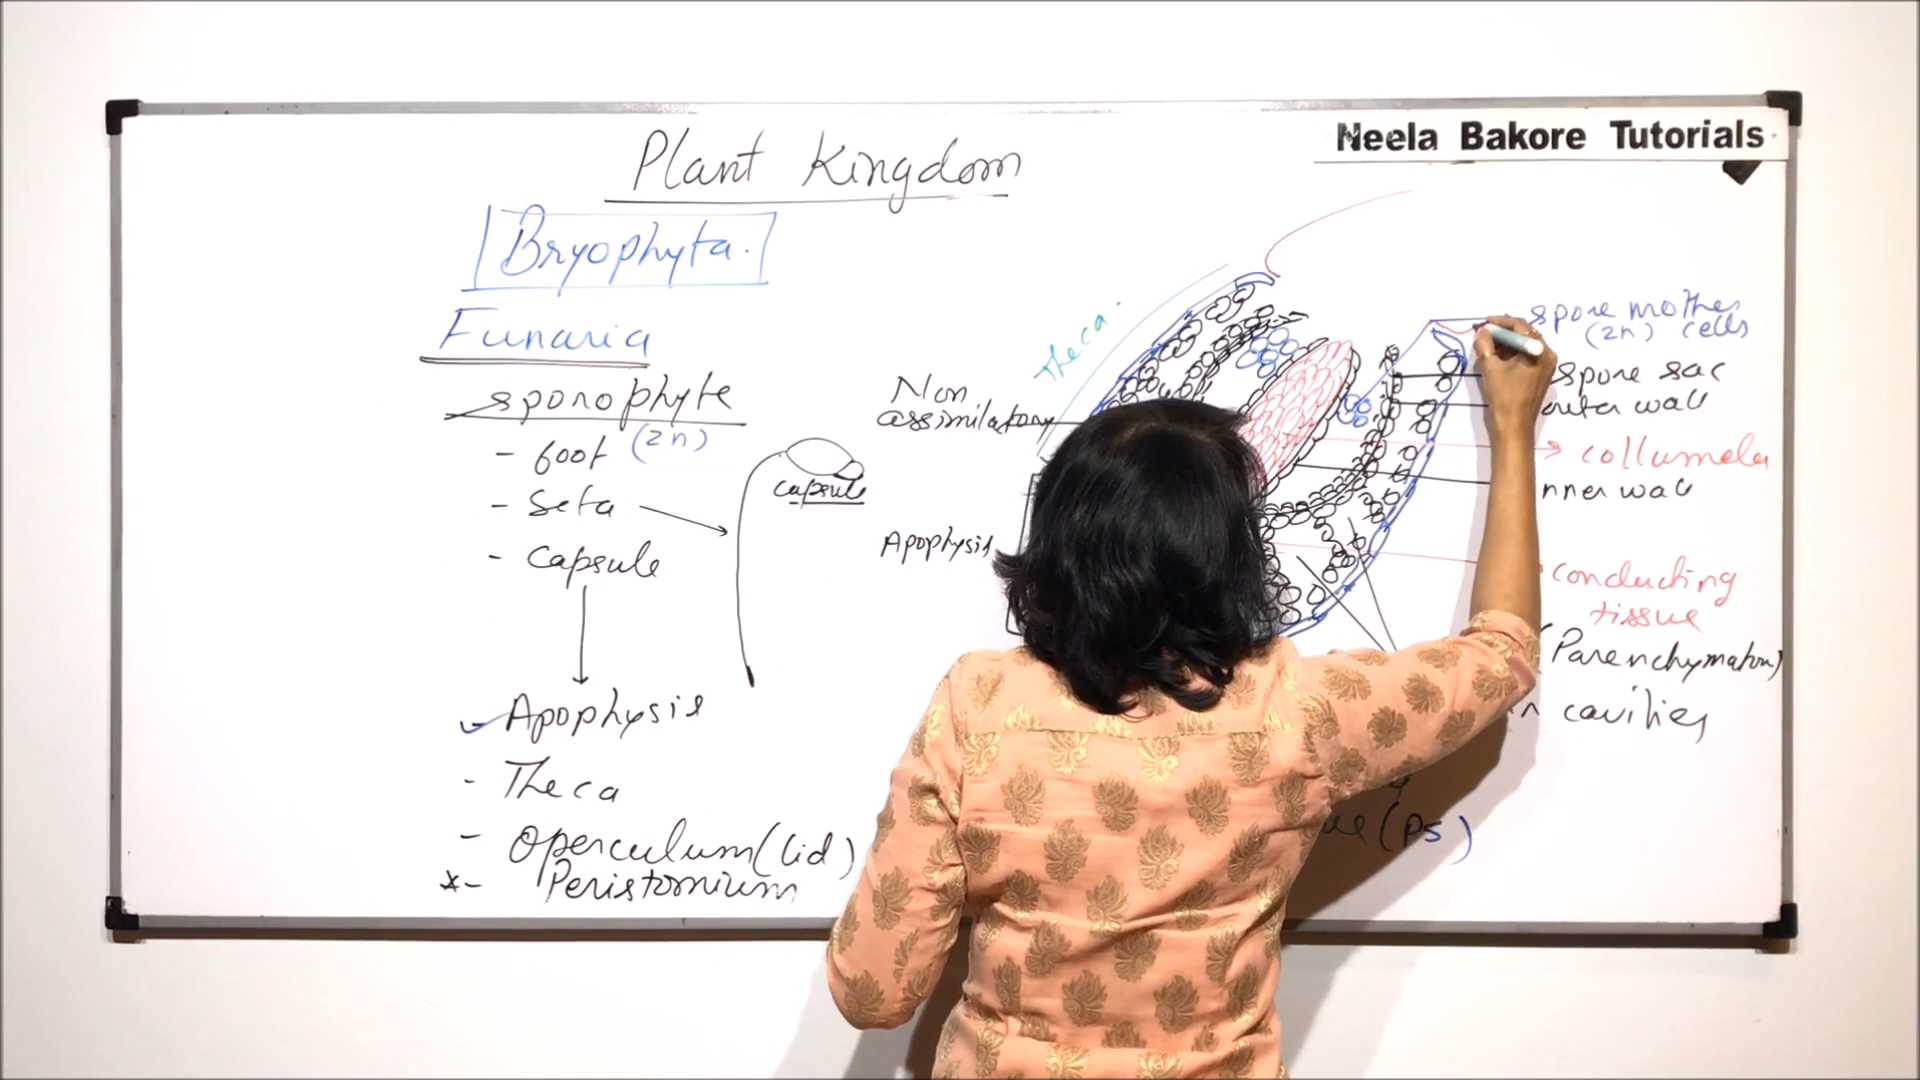 Neela Bakore Tutorials
Plant Kingdom
Bryophyta.
Funaria
sporophyte
(2n)
- foot
- Seta
- Capsule
capsule
Apophysis
- Theca
- Operculum (lid)
*- Peristomium
Theca.
Non
assimilatory
Apophysis
spore mother
(2n) cells
spore sac
outer wall
collumela
nner wall
conducting
tissue
(Parenchymatous)
cavities
(PS)